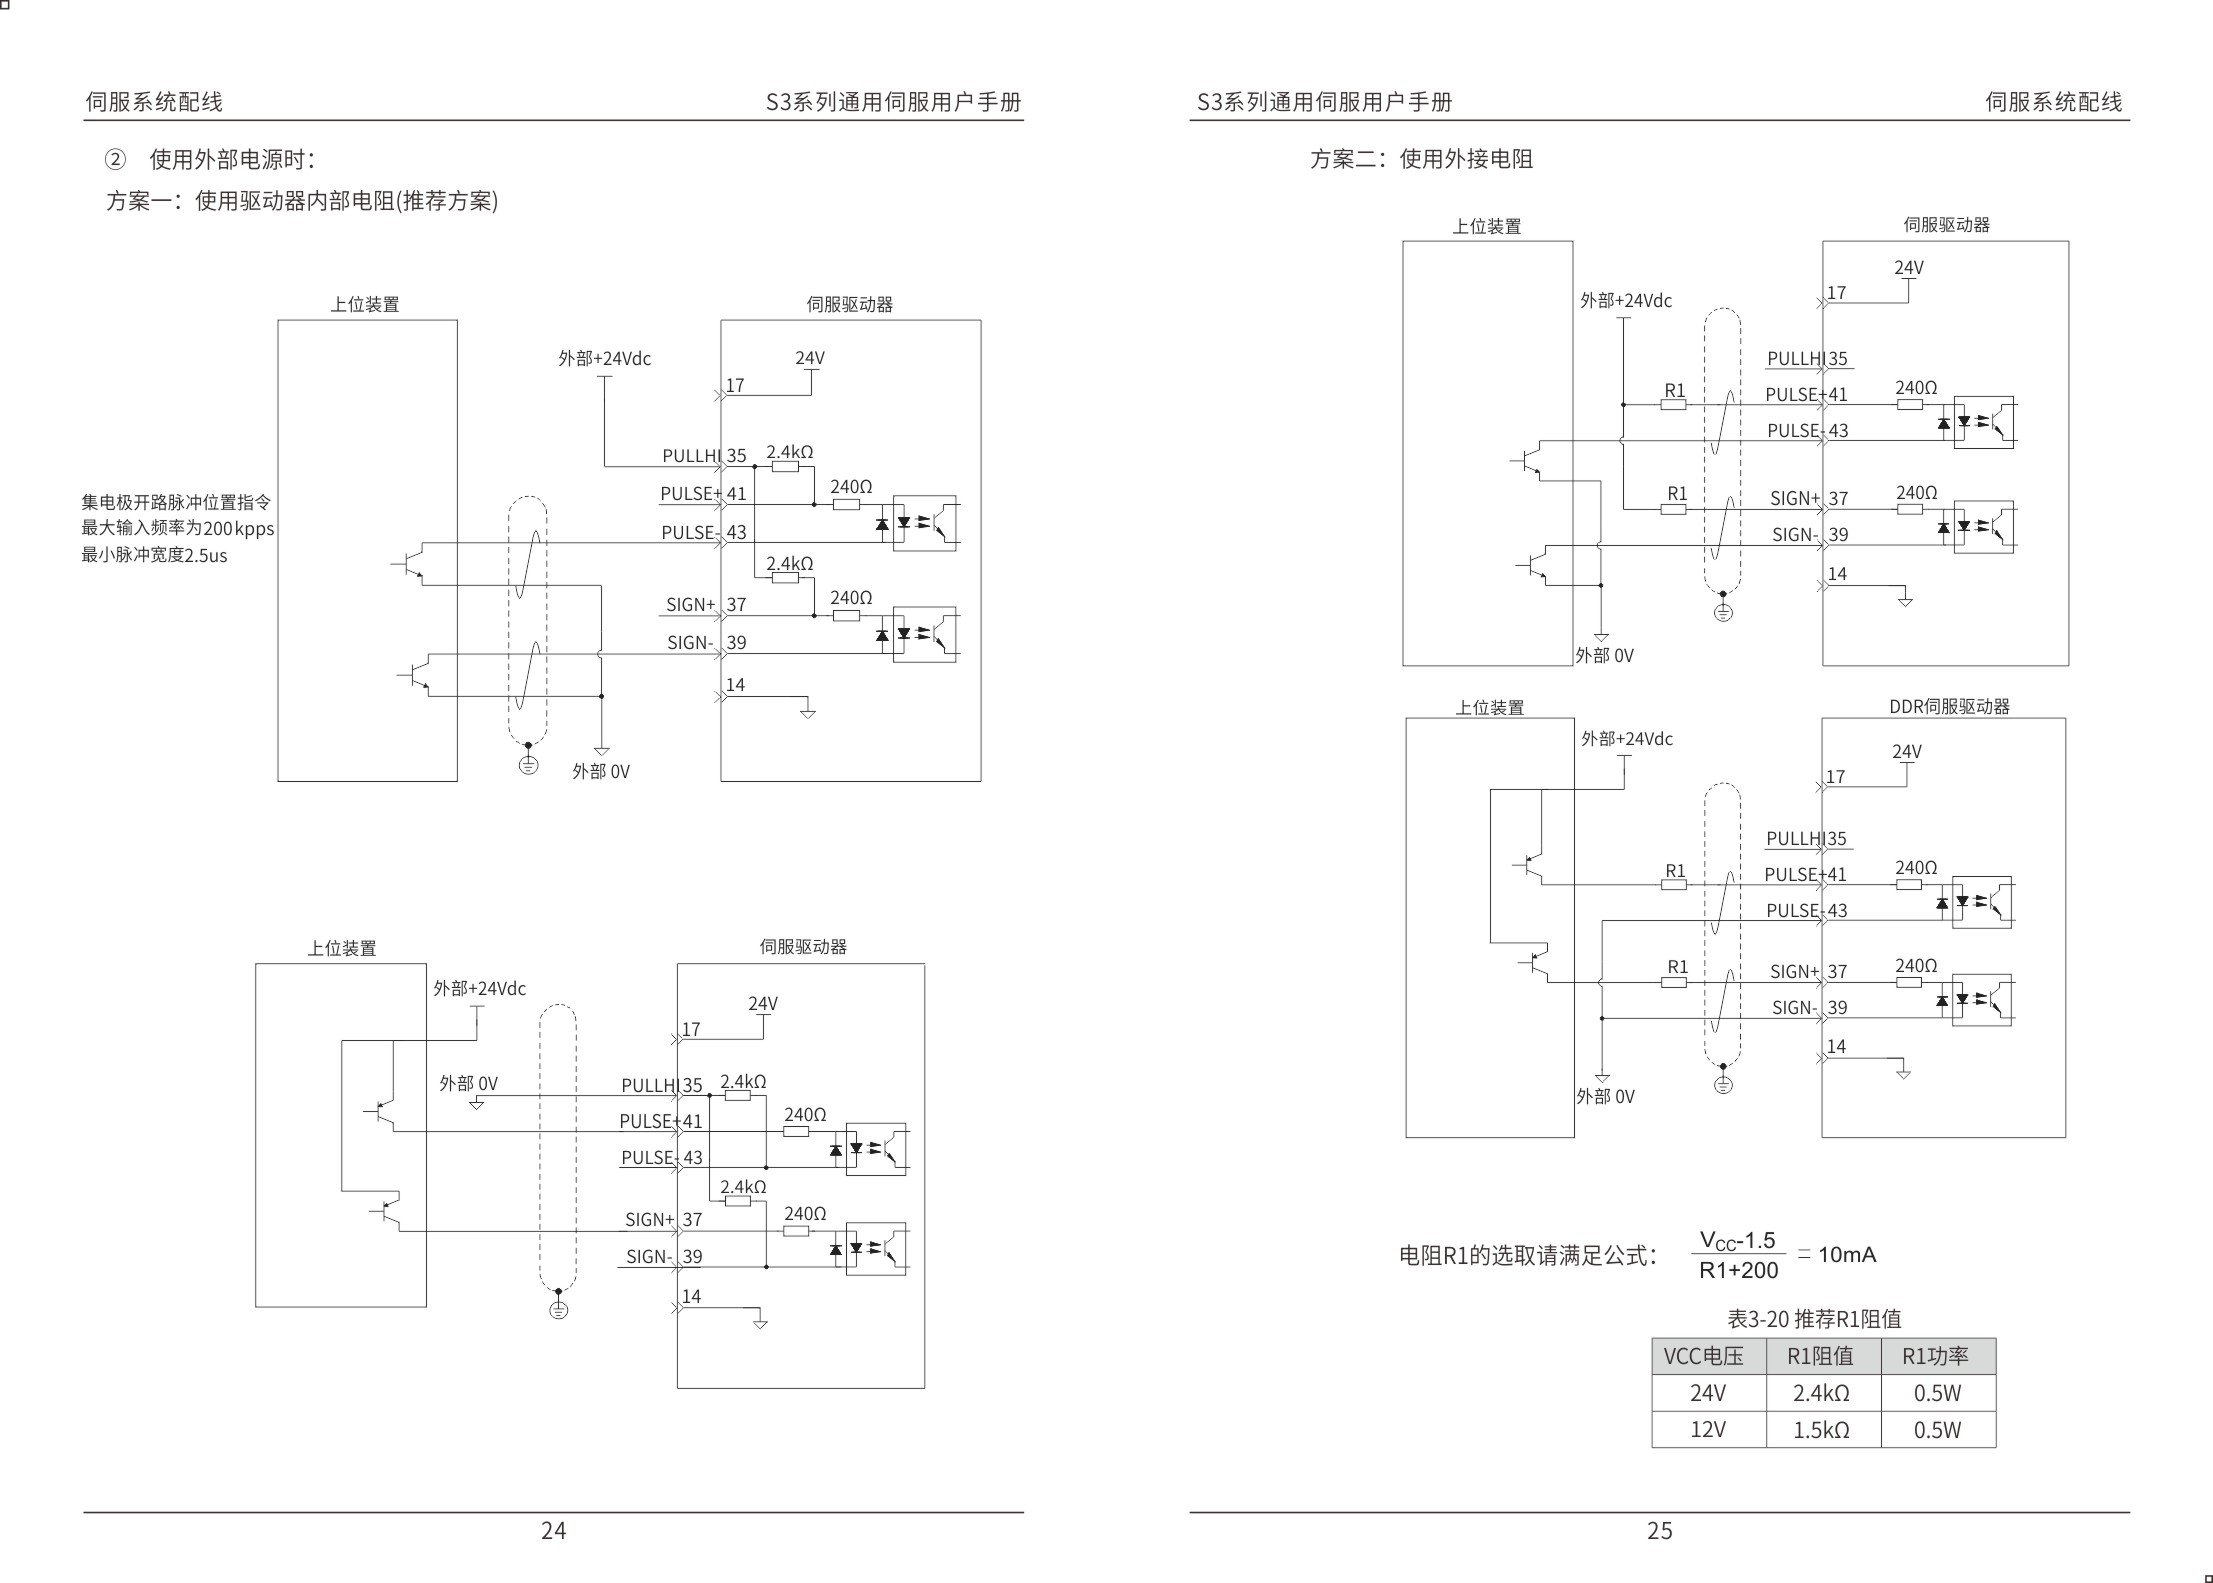 伺服系统配线
S3系列通用伺服用户手册
② 使用外部电源时：
方案一：使用驱动器内部电阻(推荐方案)
上位装置
伺服驱动器
外部+24Vdc
24V
17
PULLHI 35
2.4kΩ
PULSE+ 41
240Ω
PULSE- 43
2.4kΩ
SIGN+ 37
240Ω
SIGN- 39
14
外部 0V
集电极开路脉冲位置指令
最大输入频率为200kpps
最小脉冲宽度2.5us
上位装置
伺服驱动器
外部+24Vdc
24V
17
外部 0V
PULLHI 35
2.4kΩ
PULSE+41
240Ω
PULSE- 43
2.4kΩ
SIGN+ 37
240Ω
SIGN- 39
14
24
S3系列通用伺服用户手册
伺服系统配线
方案二：使用外接电阻
上位装置
伺服驱动器
24V
17
外部+24Vdc
PULLHI 35
R1
PULSE+41
240Ω
PULSE- 43
R1
SIGN+ 37
240Ω
SIGN- 39
14
外部 0V
上位装置
DDR伺服驱动器
外部+24Vdc
24V
17
PULLHI 35
R1
PULSE+41
240Ω
PULSE- 43
R1
SIGN+ 37
240Ω
SIGN- 39
14
外部 0V
电阻R1的选取请满足公式：
VCC-1.5
R1+200
= 10mA
表3-20 推荐R1阻值
VCC电压 R1阻值 R1功率
24V 2.4kΩ 0.5W
12V 1.5kΩ 0.5W
25